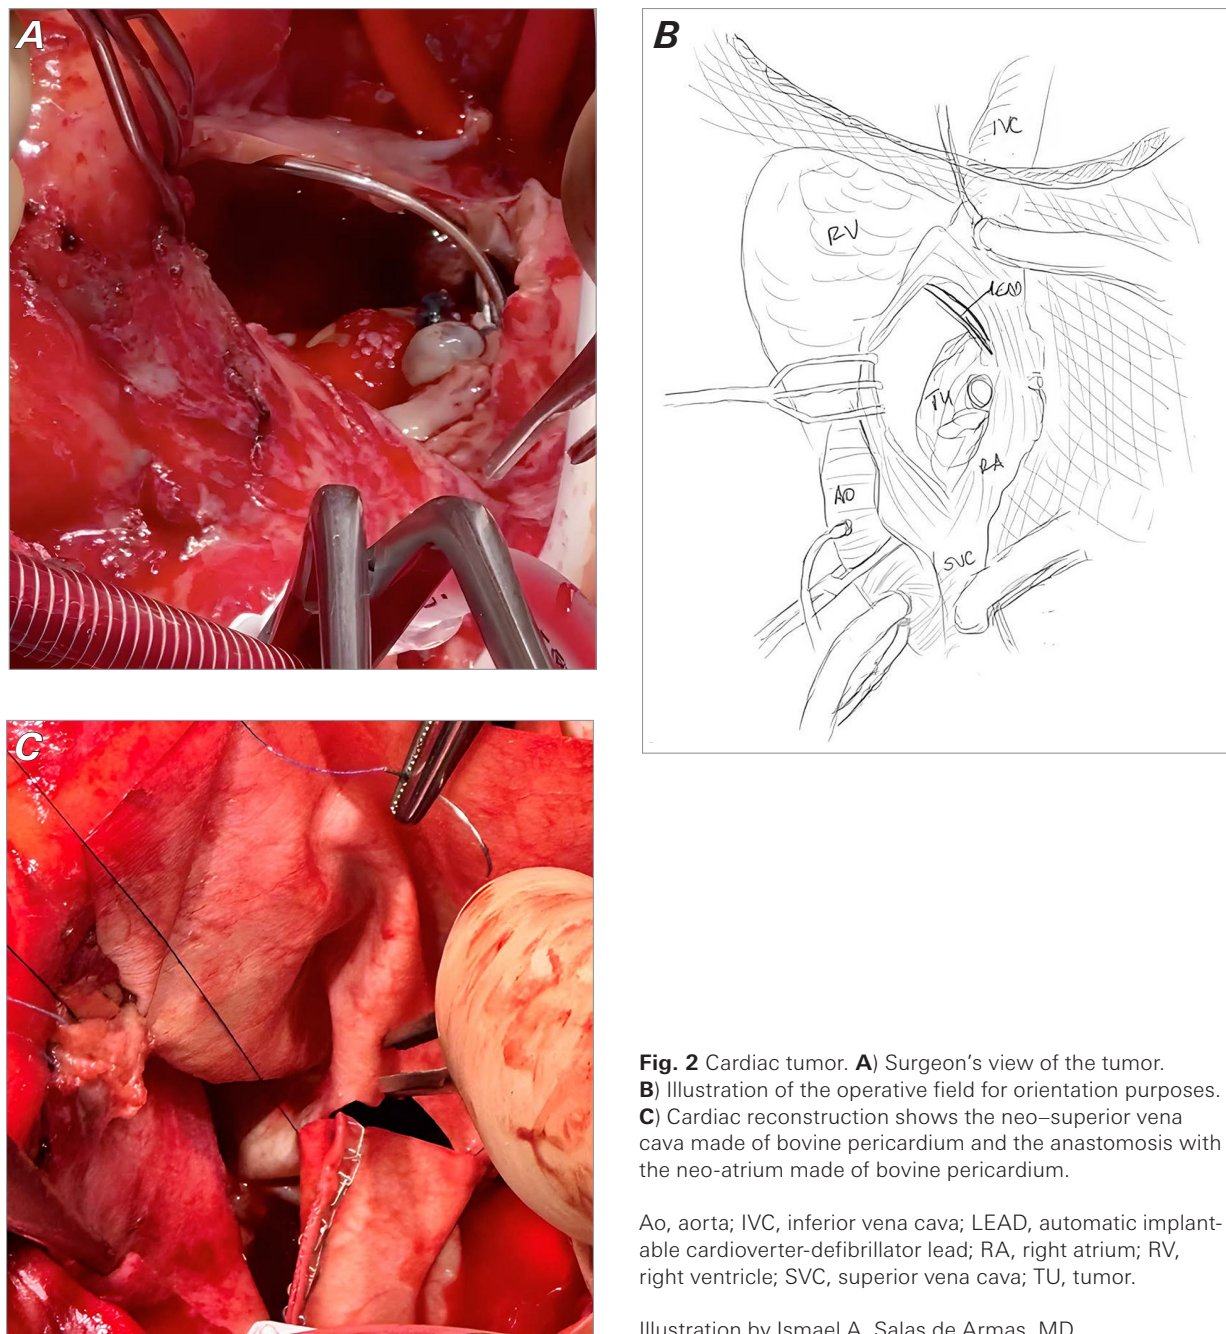 A
B
IVC
RV
LEAD
TU
RA
AO
SVC
C
Fig. 2 Cardiac tumor. A) Surgeon’s view of the tumor.
B) Illustration of the operative field for orientation purposes.
C) Cardiac reconstruction shows the neo–superior vena
cava made of bovine pericardium and the anastomosis with
the neo-atrium made of bovine pericardium.
Ao, aorta; IVC, inferior vena cava; LEAD, automatic implant-
able cardioverter-defibrillator lead; RA, right atrium; RV,
right ventricle; SVC, superior vena cava; TU, tumor.
Illustration by Ismael A. Salas de Armas, MD